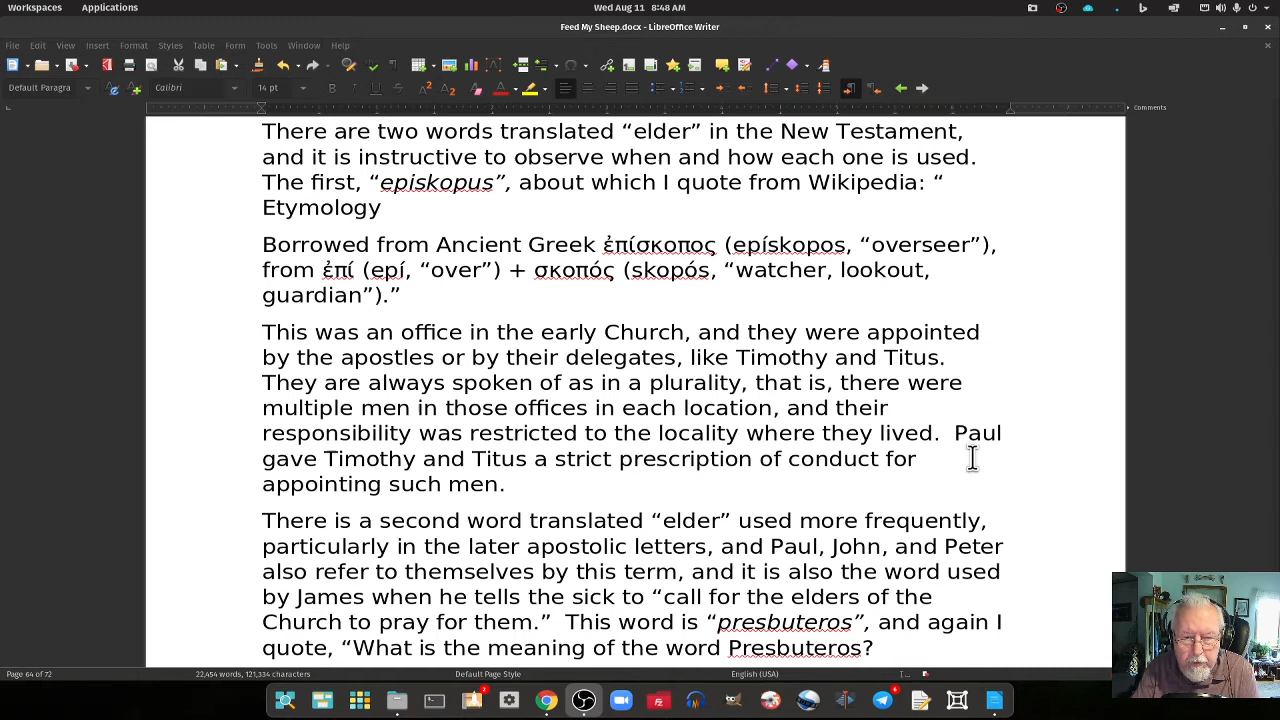 Workspaces Applications Wed Aug 11 8:48 AM
Feed My Sheep.docx - LibreOffice Writer
File Edit View Insert Format Styles Table Form Tools Window Help
Default Paragra Calibri 14 pt
Comments
There are two words translated “elder” in the New Testament,
and it is instructive to observe when and how each one is used.
The first, “episkopus”, about which I quote from Wikipedia: “
Etymology
Borrowed from Ancient Greek ἐπίσκοπος (epískopos, “overseer”),
from ἐπί (epí, “over”) + σκοπός (skopós, “watcher, lookout,
guardian”).”
This was an office in the early Church, and they were appointed
by the apostles or by their delegates, like Timothy and Titus.
They are always spoken of as in a plurality, that is, there were
multiple men in those offices in each location, and their
responsibility was restricted to the locality where they lived.  Paul
gave Timothy and Titus a strict prescription of conduct for
appointing such men.
There is a second word translated “elder” used more frequently,
particularly in the later apostolic letters, and Paul, John, and Peter
also refer to themselves by this term, and it is also the word used
by James when he tells the sick to “call for the elders of the
Church to pray for them.”  This word is “presbuteros”, and again I
quote, “What is the meaning of the word Presbuteros?
Page 64 of 72 22,454 words, 121,334 characters Default Page Style English (USA)